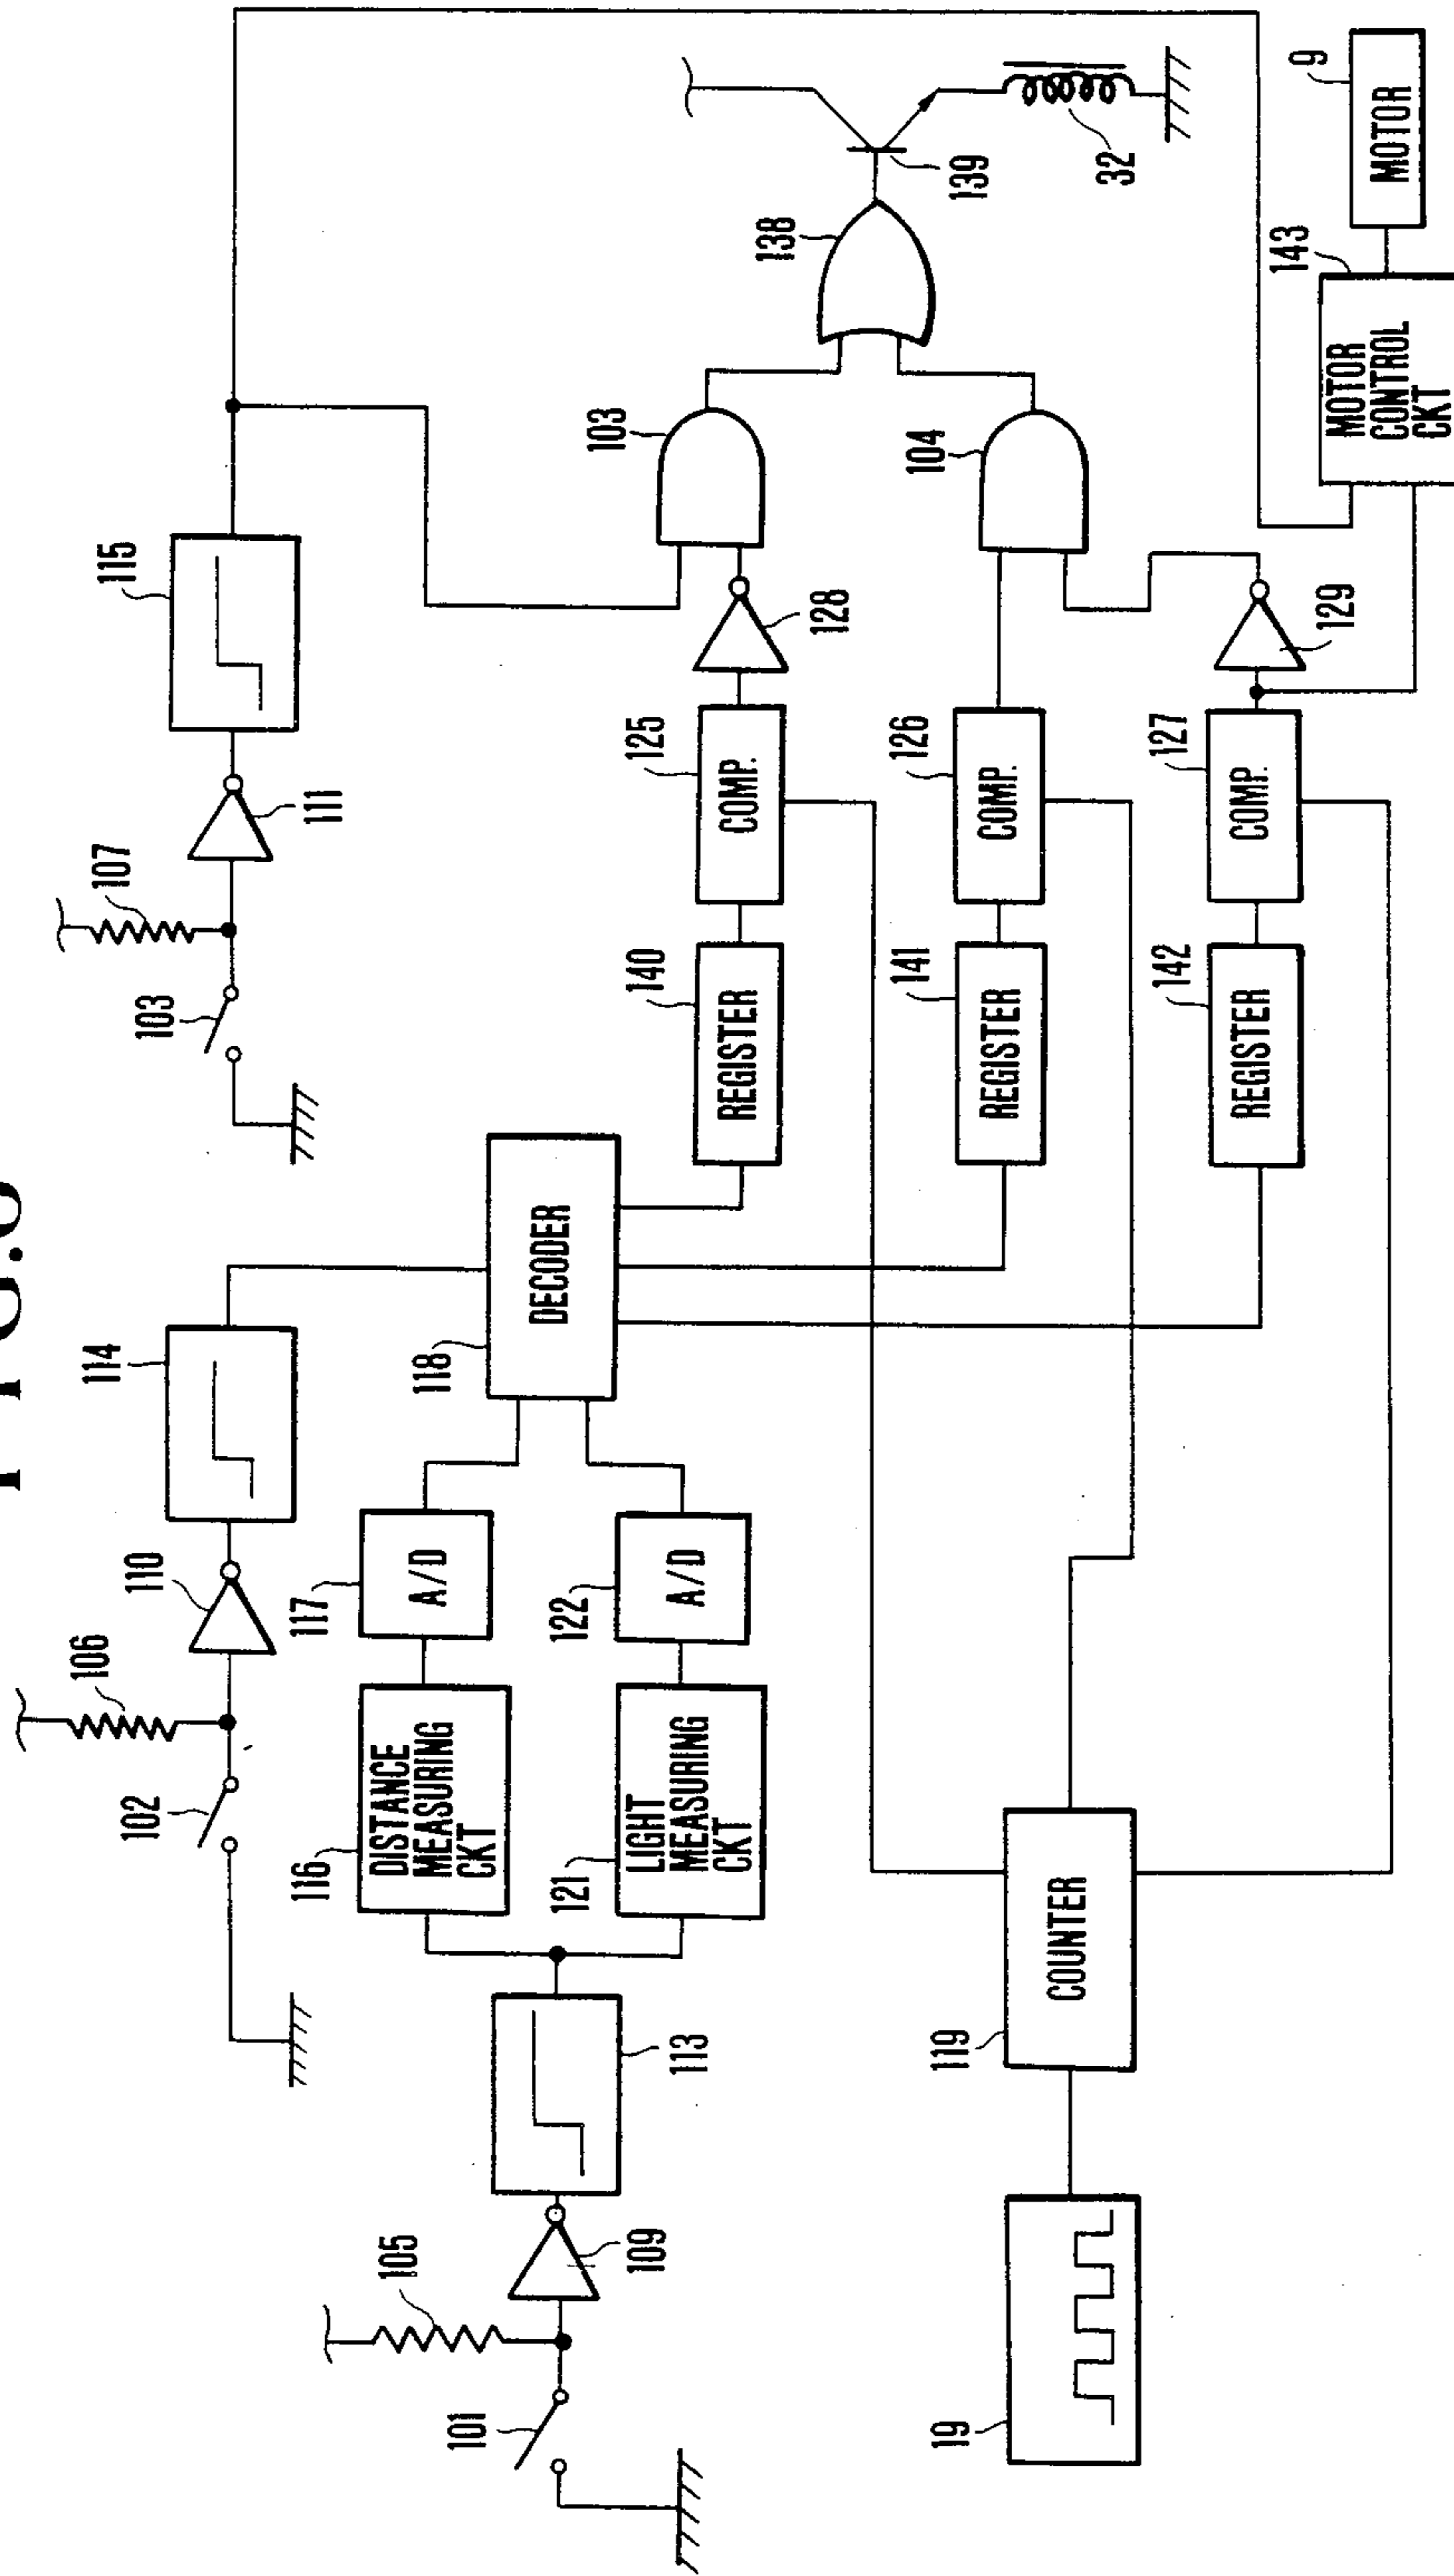 106
102
110
114
107
103
111
115
105
101
109
113
116
DISTANCE
MEASURING
CKT
117
A/D
121
LIGHT
MEASURING
CKT
122
A/D
118
DECODER
140
REGISTER
125
COMP.
128
103
138
139
32
141
REGISTER
126
COMP.
104
19
119
COUNTER
142
REGISTER
127
COMP.
129
143
MOTOR
CONTROL
CKT
9
MOTOR